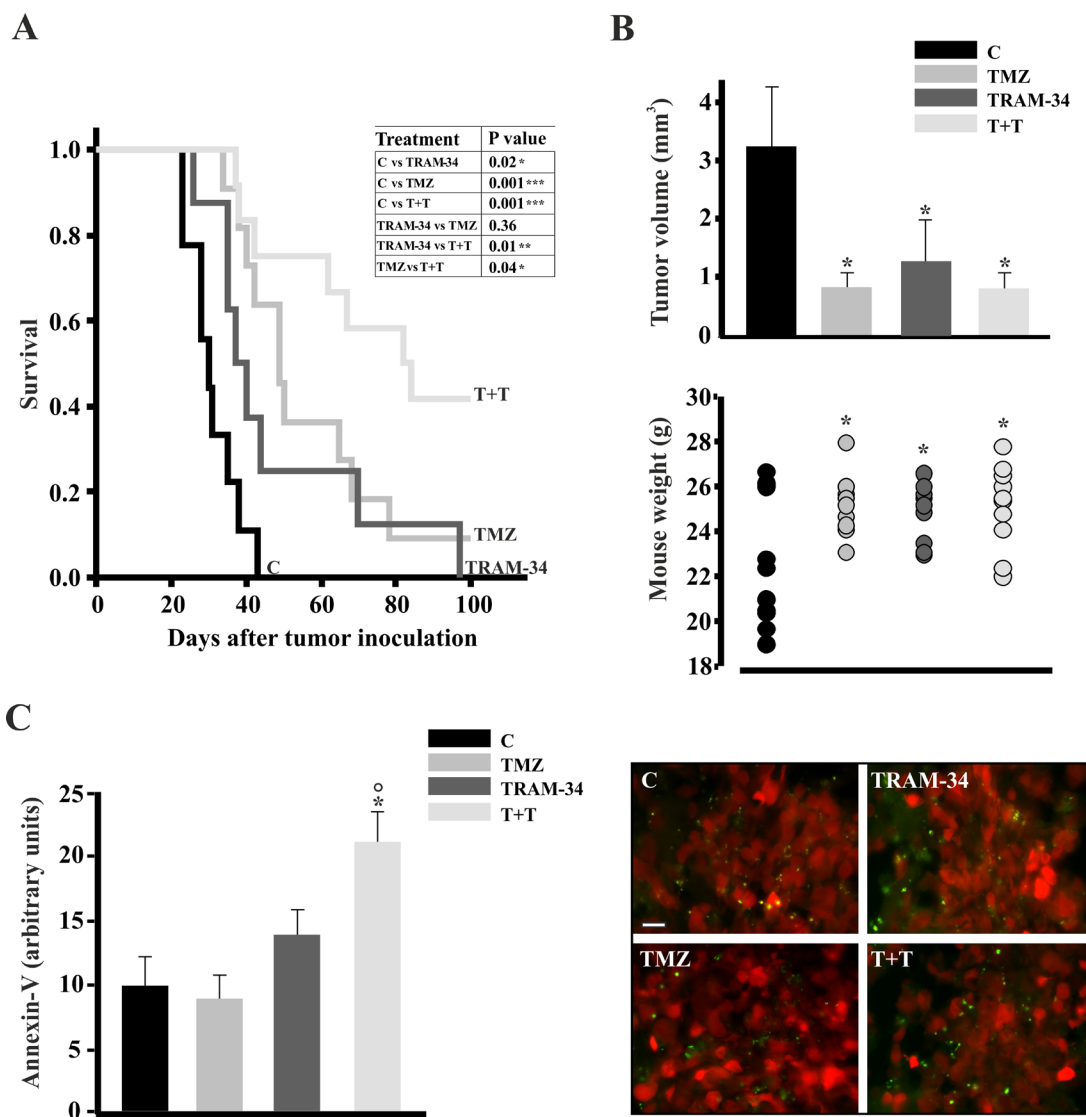 A
Treatment P value
C vs TRAM-34 0.02 *
C vs TMZ 0.001 ***
C vs T+T 0.001 ***
TRAM-34 vs TMZ 0.36
TRAM-34 vs T+T 0.01 **
TMZ vs T+T 0.04 *
Survival
1.0
0.8
0.6
0.4
0.2
0.0
T+T
TMZ
C
TRAM-34
0 20 40 60 80 100
Days after tumor inoculation
B
C
TMZ
TRAM-34
T+T
Tumor volume (mm³)
4
3
2
1
0
* * *
Mouse weight (g)
30
28
26
24
22
20
18
* * *
C
C
TMZ
TRAM-34
T+T
Annexin-V (arbitrary units)
25
20
15
10
5
0
*°
C
TRAM-34
TMZ
T+T